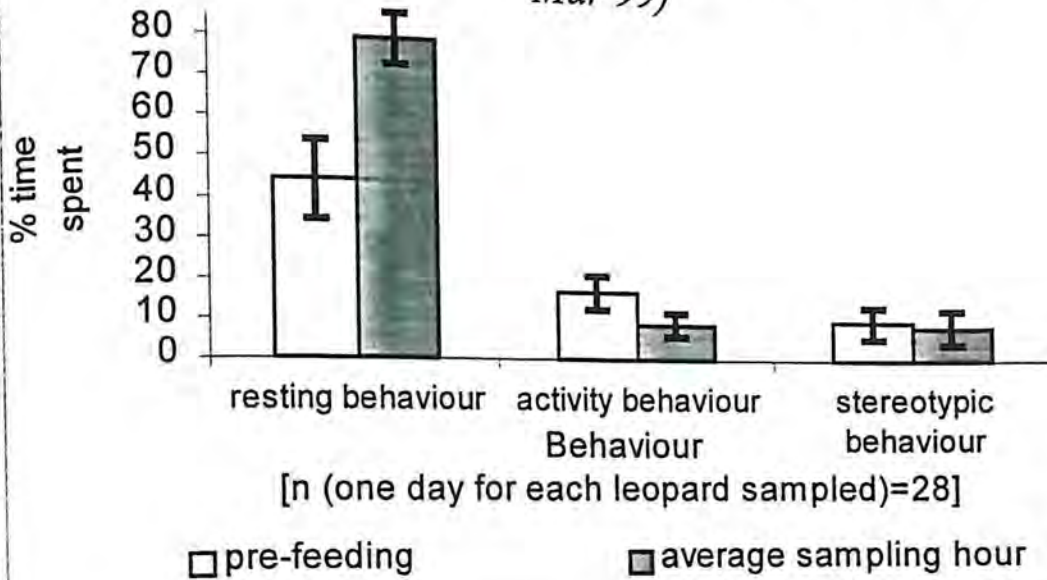 80
70
60
50
40
30
20
10
0
% time
spent
resting behaviour activity behaviour stereotypic
behaviour
Behaviour
[n (one day for each leopard sampled)=28]
pre-feeding average sampling hour